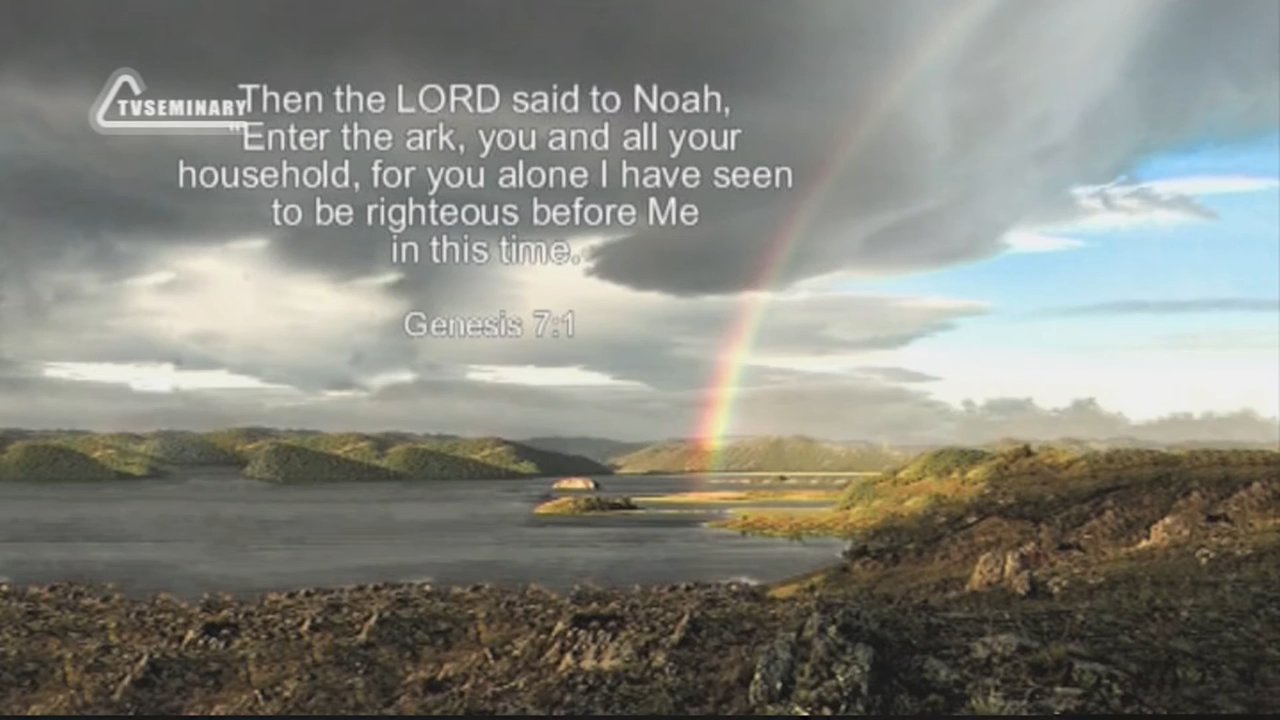 TVSEMINARY
Then the LORD said to Noah,
“Enter the ark, you and all your
household, for you alone I have seen
to be righteous before Me
in this time.
Genesis 7:1